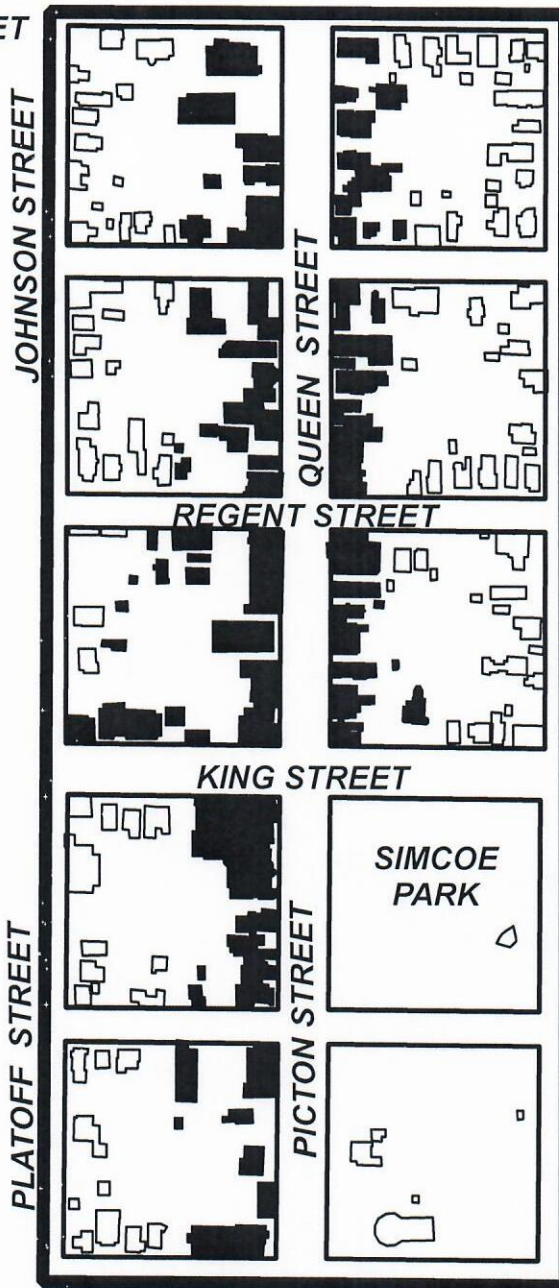 JOHNSON STREET
QUEEN STREET
REGENT STREET
KING STREET
SIMCOE
PARK
PLATOFF STREET
PICTON STREET